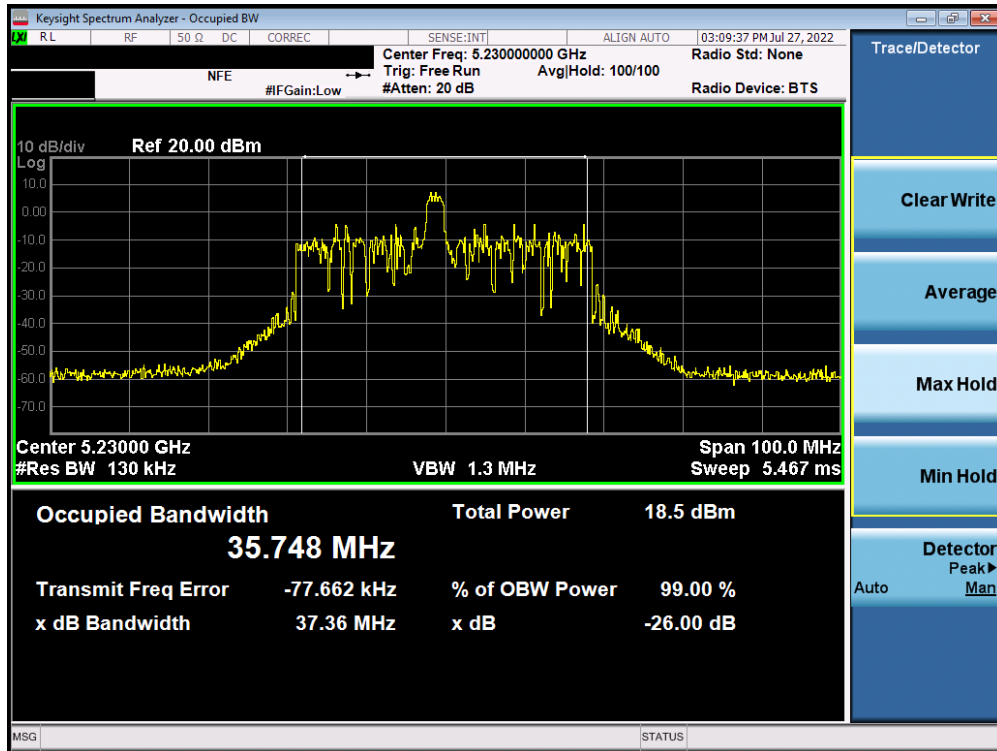 Keysight Spectrum Analyzer - Occupied BW
LXI RL RF 50 Ω DC CORREC SENSE:INT ALIGN AUTO 03:09:37 PM Jul 27, 2022
Center Freq: 5.230000000 GHz Radio Std: None
NFE Trig: Free Run Avg|Hold: 100/100
#IFGain:Low #Atten: 20 dB Radio Device: BTS
10 dB/div Ref 20.00 dBm
Log
10.0
0.00
-10.0
-20.0
-30.0
-40.0
-50.0
-60.0
-70.0
Center 5.23000 GHz Span 100.0 MHz
#Res BW 130 kHz VBW 1.3 MHz Sweep 5.467 ms
Occupied Bandwidth Total Power 18.5 dBm
35.748 MHz
Transmit Freq Error -77.662 kHz % of OBW Power 99.00 %
x dB Bandwidth 37.36 MHz x dB -26.00 dB
MSG STATUS
Trace/Detector
Clear Write
Average
Max Hold
Min Hold
Detector
Peak▶
Auto Man